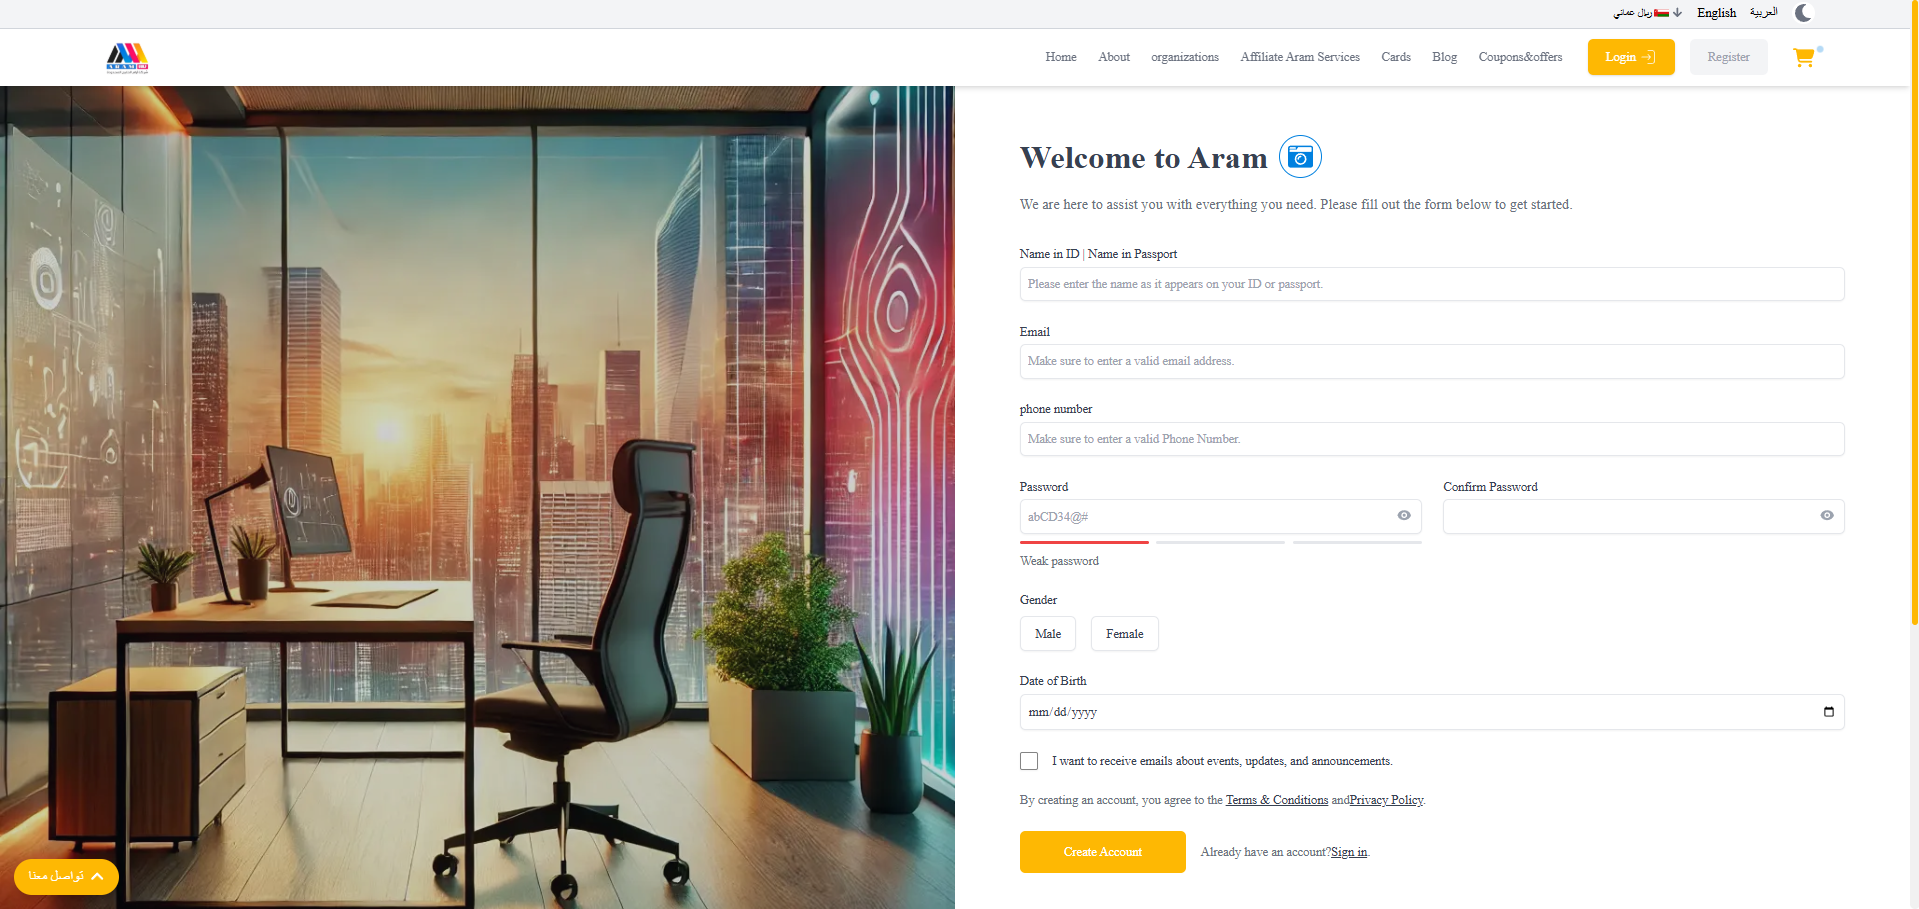 ريال عماني
English
العربية
ARAM
Home
About
organizations
Affiliate Aram Services
Cards
Blog
Coupons&offers
Login
Register
Welcome to Aram
We are here to assist you with everything you need. Please fill out the form below to get started.
Name in ID | Name in Passport
Please enter the name as it appears on your ID or passport.
Email
Make sure to enter a valid email address.
phone number
Make sure to enter a valid Phone Number.
Password
Confirm Password
abCD34@#
Weak password
Gender
Male
Female
Date of Birth
mm/dd/yyyy
I want to receive emails about events, updates, and announcements.
By creating an account, you agree to the Terms & Conditions andPrivacy Policy.
Create Account
Already have an account?Sign in.
تواصل معنا